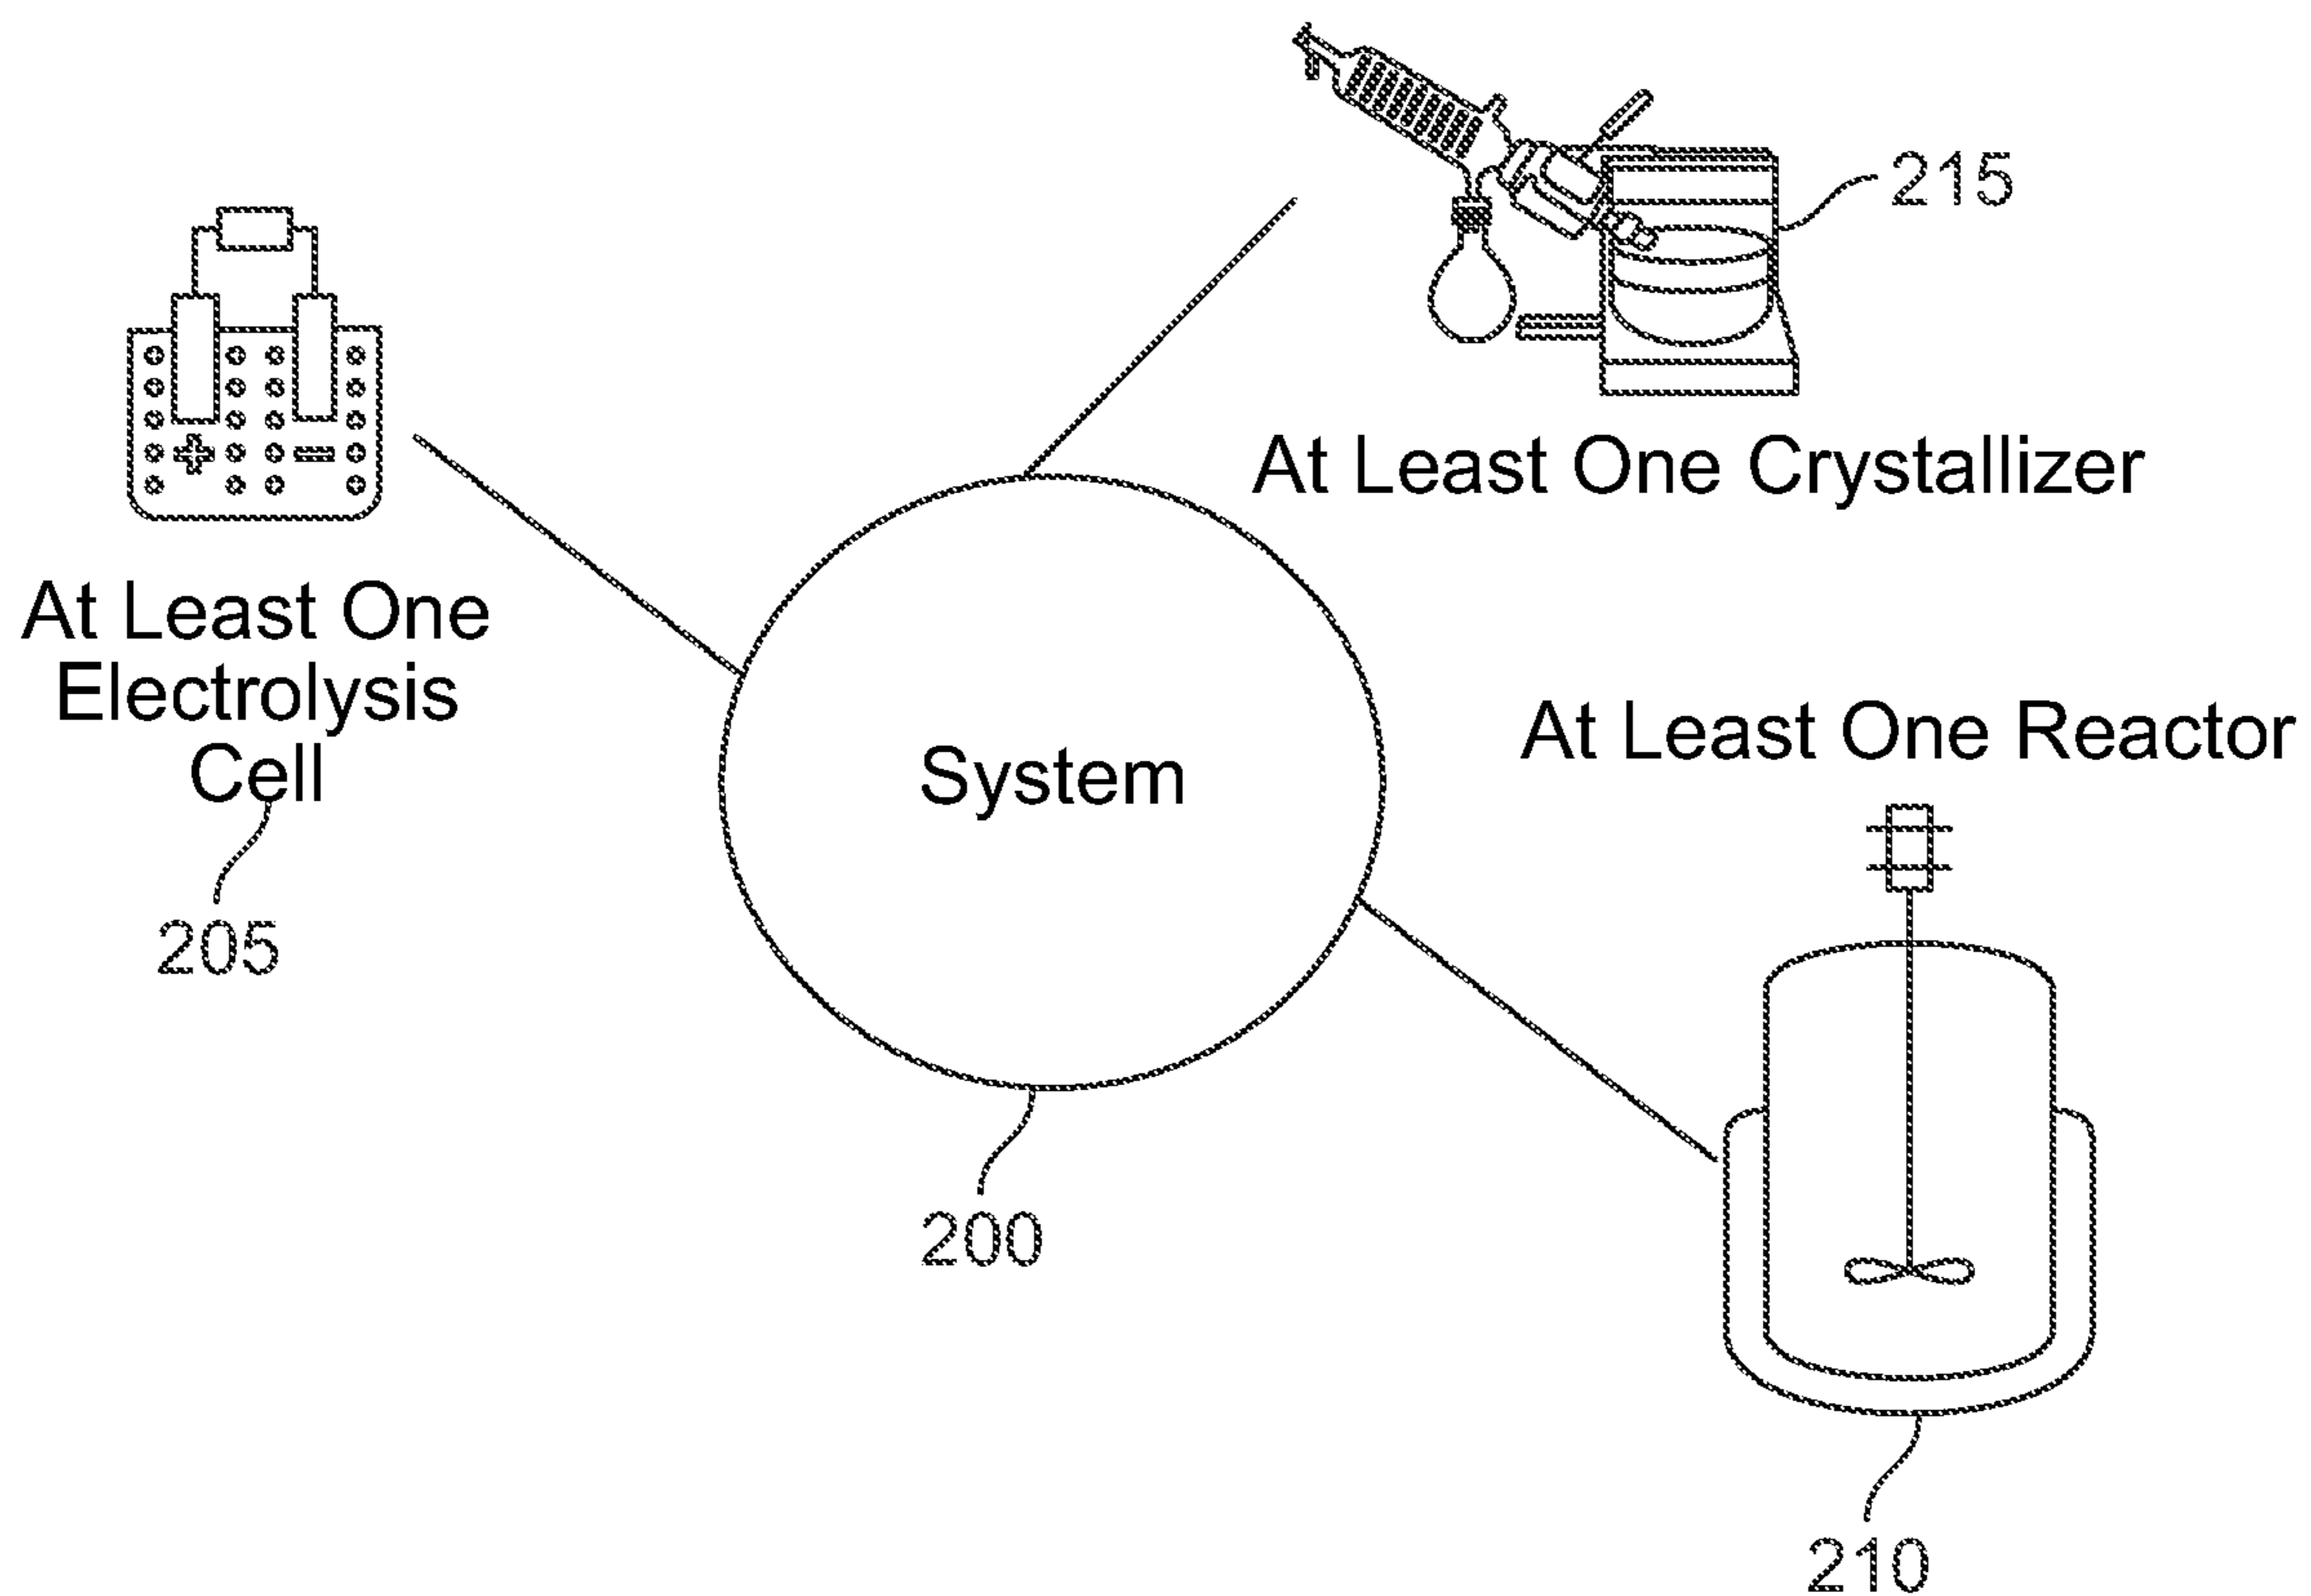 215
At Least One Crystallizer
At Least One
Electrolysis
Cell
205
System
200
At Least One Reactor
210